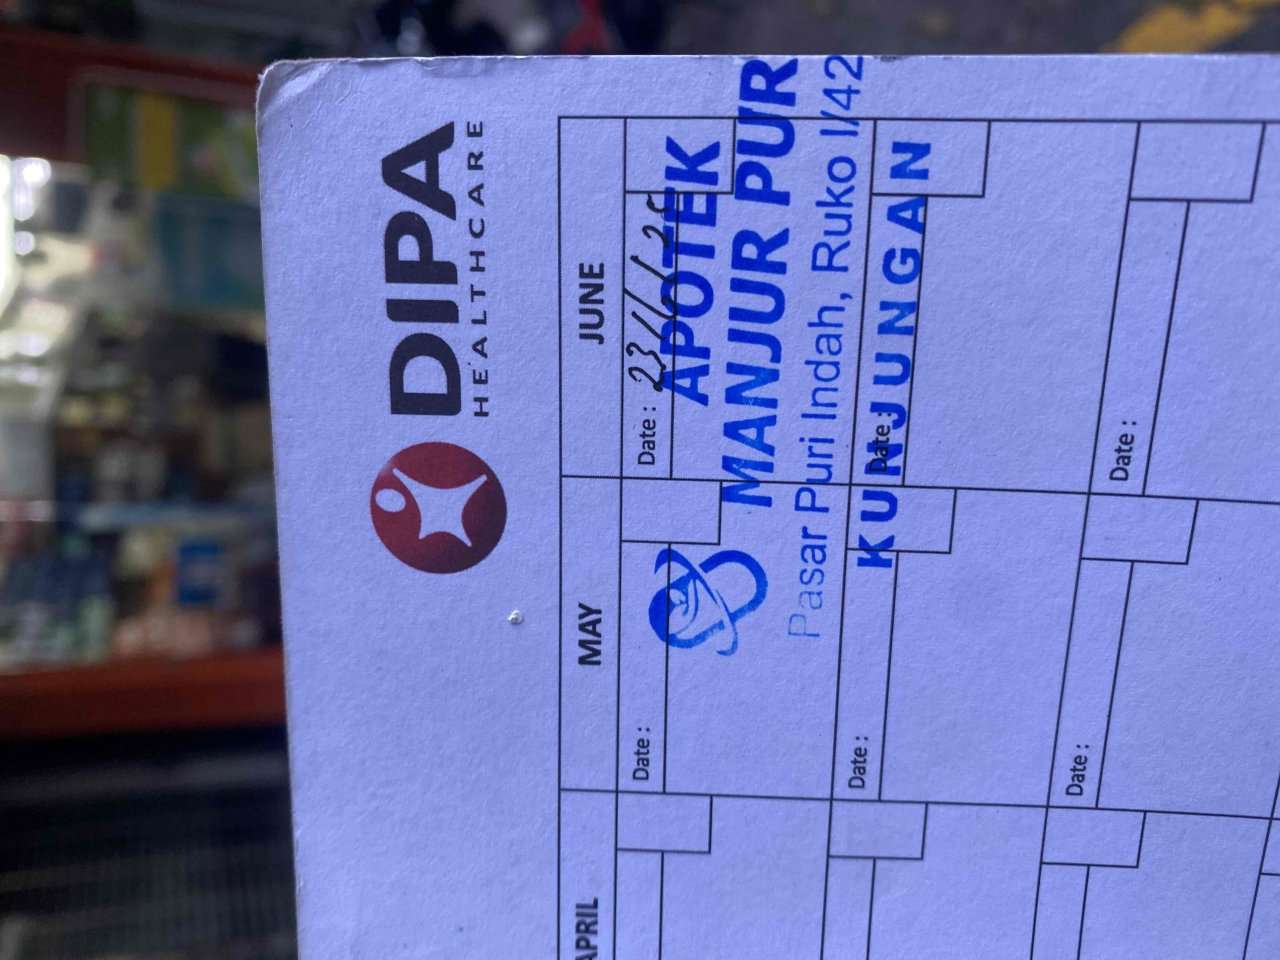 DIPA
HEALTHCARE
APRIL
MAY
JUNE
Date :
Date : 23/6/25
APOTEK
MANJUR PUR
Pasar Puri Indah, Ruko I/42
KUNJUNGAN
Date :
Date :
Date :
Date :